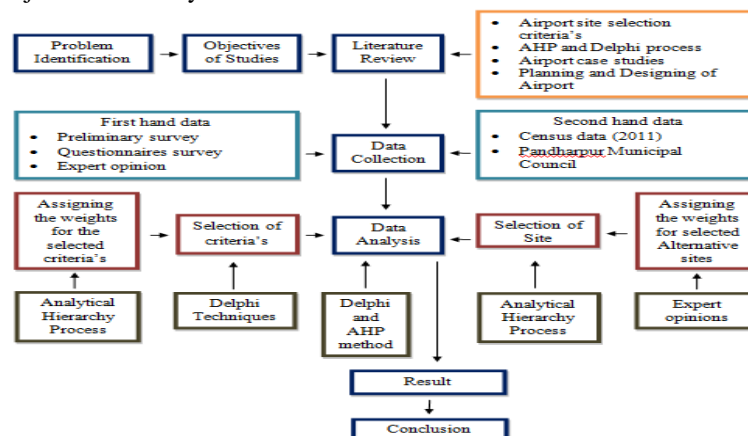 Problem
Identification
Objectives
of Studies
Literature
Review
• Airport site selection
criteria's
• AHP and Delphi process
• Airport case studies
• Planning and Designing of
Airport
First hand data
• Preliminary survey
• Questionnaires survey
• Expert opinion
Data
Collection
Second hand data
• Census data (2011)
• Pandharpur Municipal
Council
Assigning
the weights
for the
selected
criteria's
Selection of
criteria's
Data
Analysis
Selection of
Site
Assigning
the weights
for selected
Alternative
sites
Analytical
Hierarchy
Process
Delphi
Techniques
Delphi
and
AHP
method
Analytical
Hierarchy
Process
Expert
opinions
Result
Conclusion